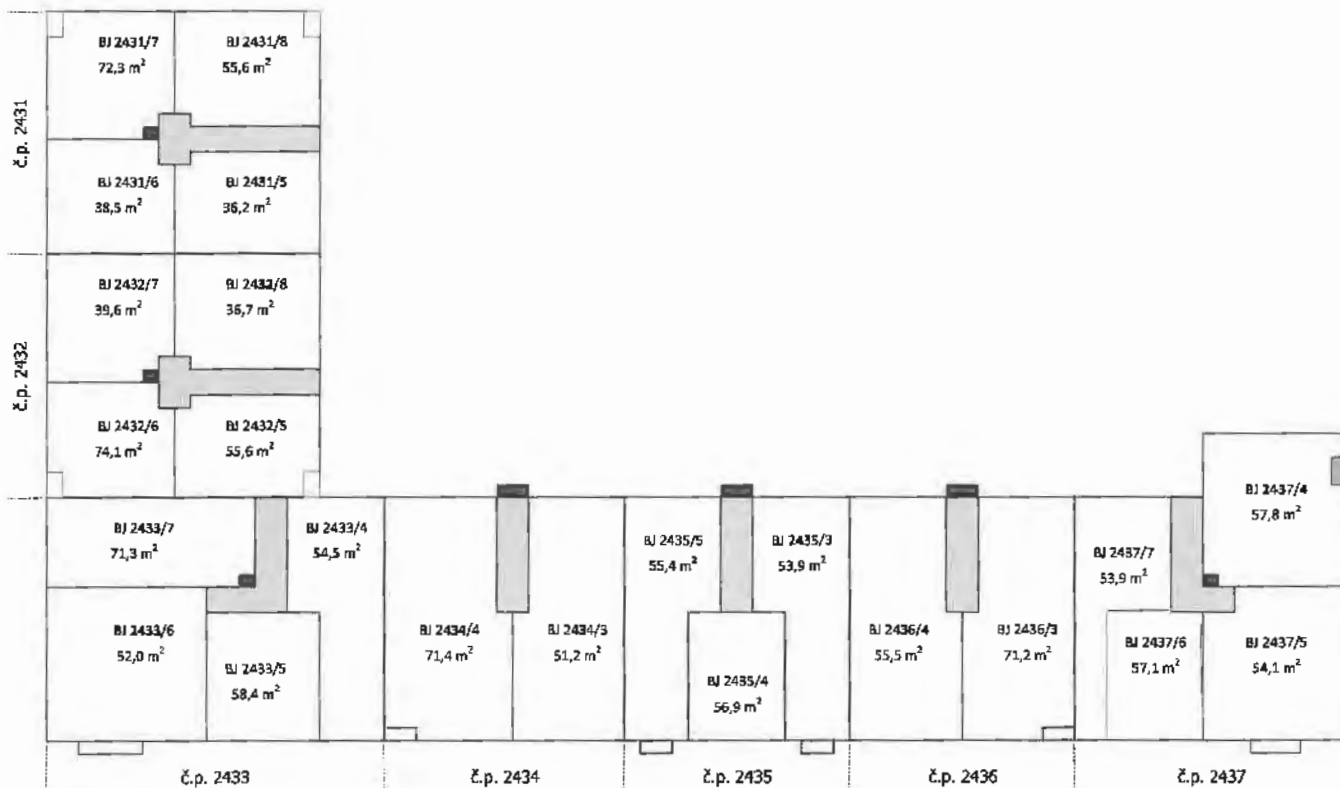 č.p. 2431
BJ 2431/7
72,3 m²
BJ 2431/8
55,6 m²
BJ 2431/6
38,5 m²
BJ 2431/5
36,2 m²
č.p. 2432
BJ 2432/7
39,6 m²
BJ 2432/8
36,7 m²
BJ 2432/6
74,1 m²
BJ 2432/5
55,6 m²
BJ 2433/7
71,3 m²
BJ 2433/4
54,5 m²
BJ 2433/6
52,0 m²
BJ 2433/5
58,4 m²
BJ 2434/4
71,4 m²
BJ 2434/3
51,2 m²
BJ 2435/5
55,4 m²
BJ 2435/3
53,9 m²
BJ 2435/4
56,9 m²
BJ 2436/4
55,5 m²
BJ 2436/3
71,2 m²
BJ 2437/7
53,9 m²
BJ 2437/4
57,8 m²
BJ 2437/6
57,1 m²
BJ 2437/5
54,1 m²
č.p. 2433
č.p. 2434
č.p. 2435
č.p. 2436
č.p. 2437